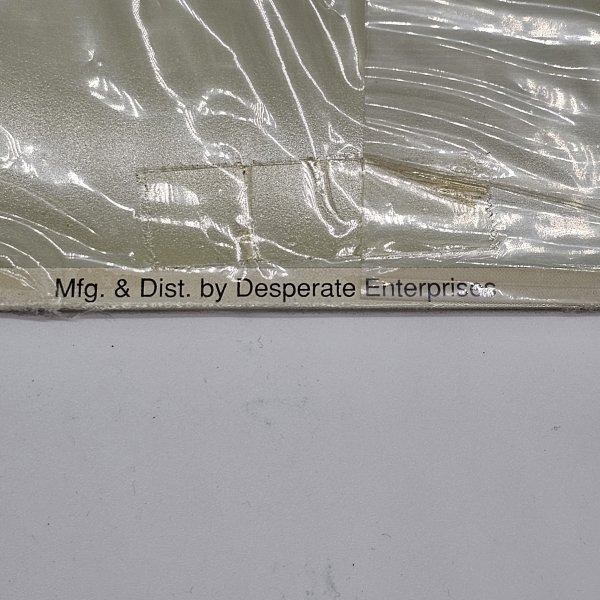 Mfg. & Dist. by Desperate Enterprises